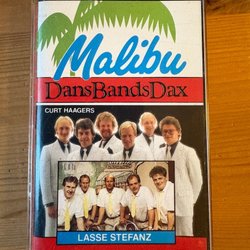 Malibu
DansBandsDax
CURT HAAGERS
LASSE STEFANZ